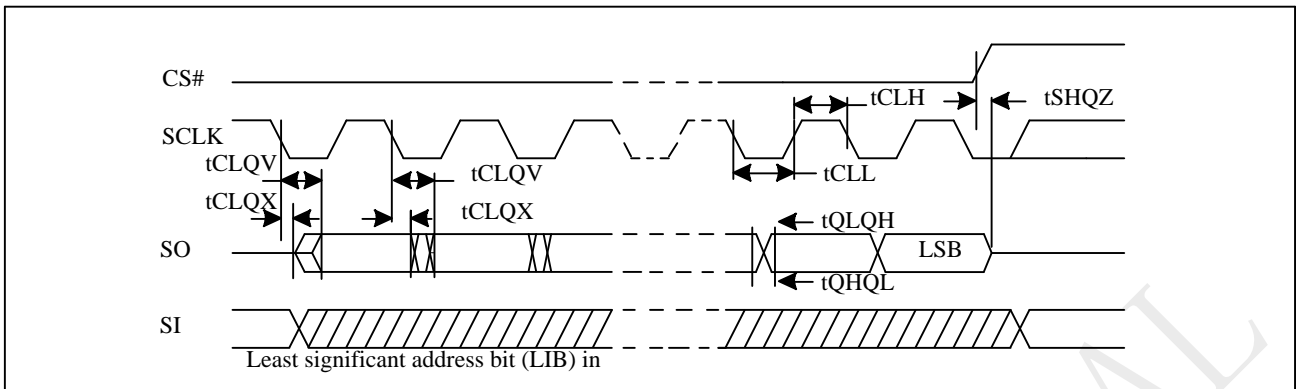 CS#
tCLH
tSHQZ
SCLK
tCLQV
tCLQV
tCLL
tCLQX
tCLQX
tQLQH
SO
LSB
tQHQL
SI
Least significant address bit (LIB) in